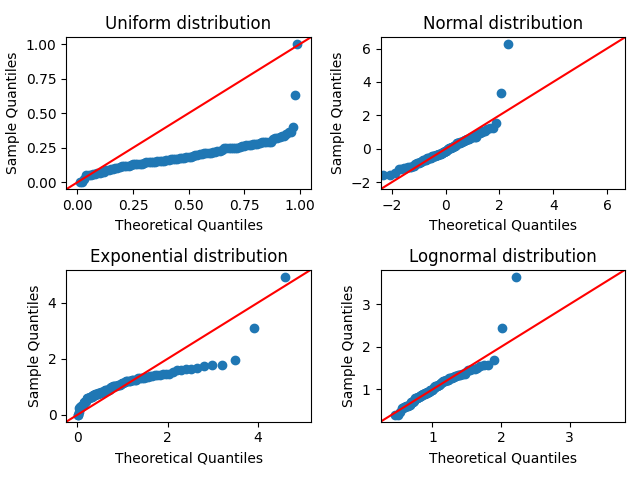 Uniform distribution
Sample Quantiles
1.00
0.75
0.50
0.25
0.00
0.00 0.25 0.50 0.75 1.00
Theoretical Quantiles
Normal distribution
Sample Quantiles
6
4
2
0
−2
−2 0 2 4 6
Theoretical Quantiles
Exponential distribution
Sample Quantiles
4
2
0
0 2 4
Theoretical Quantiles
Lognormal distribution
Sample Quantiles
3
2
1
1 2 3
Theoretical Quantiles